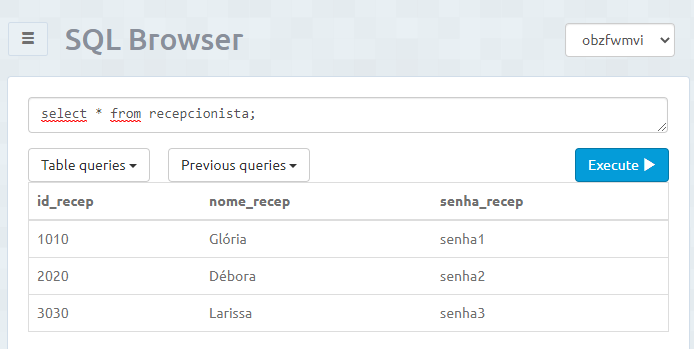 SQL Browser
obzfwmvi
select * from recepcionista;
Table queries
Previous queries
Execute
id_recep nome_recep senha_recep
1010 Glória senha1
2020 Débora senha2
3030 Larissa senha3